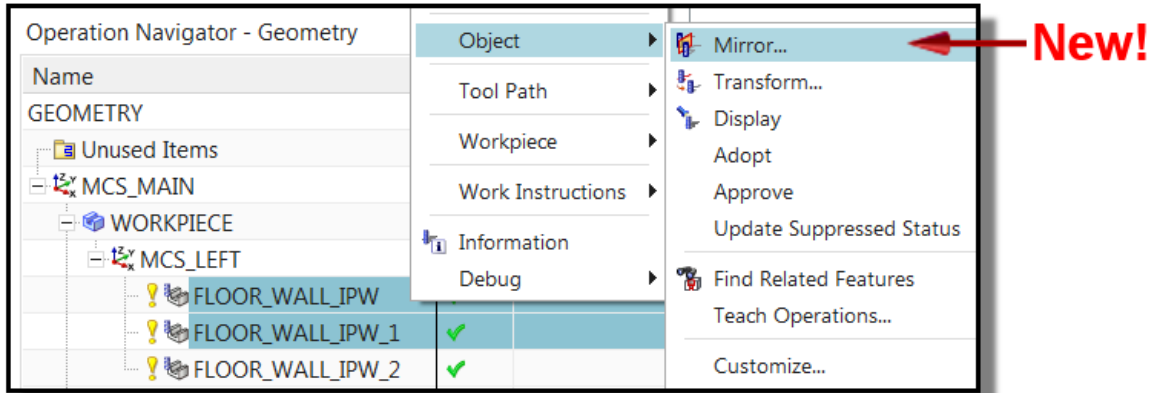 Operation Navigator - Geometry
Name
GEOMETRY
Unused Items
MCS_MAIN
WORKPIECE
MCS_LEFT
FLOOR_WALL_IPW
FLOOR_WALL_IPW_1
FLOOR_WALL_IPW_2
Object
Tool Path
Workpiece
Work Instructions
Information
Debug
Mirror...
Transform...
Display
Adopt
Approve
Update Suppressed Status
Find Related Features
Teach Operations...
Customize...
New!